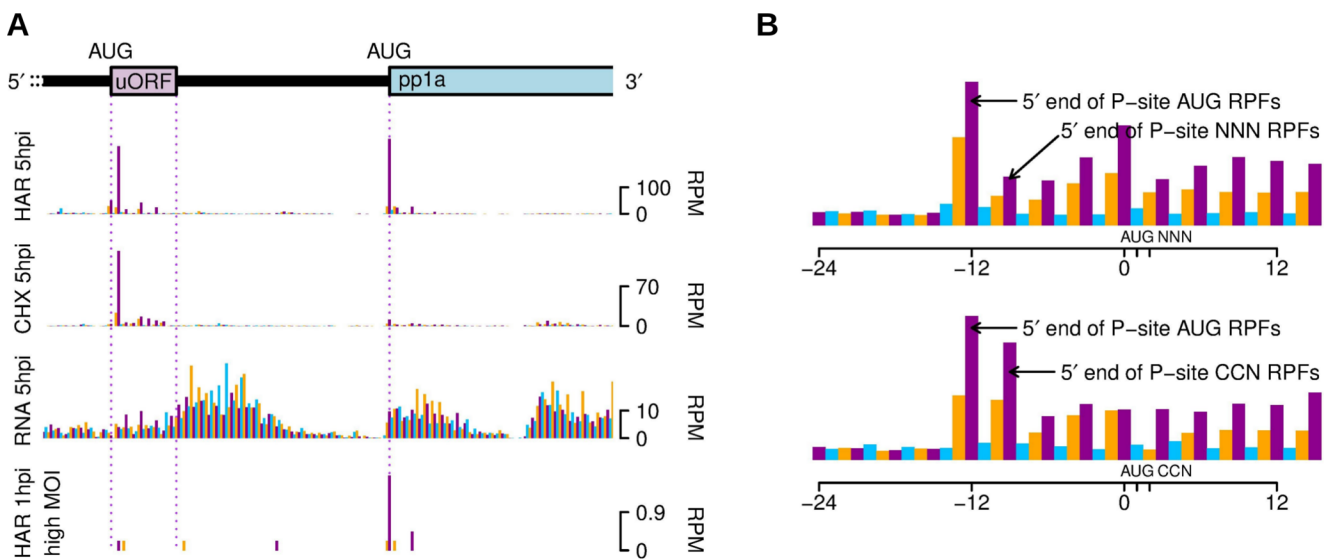 A
AUG
AUG
5′
uORF
pp1a
3′
HAR 5hpi
100
0
RPM
CHX 5hpi
70
0
RPM
RNA 5hpi
10
0
RPM
HAR 1hpi
high MOI
0.9
0
RPM
B
5′ end of P−site AUG RPFs
5′ end of P−site NNN RPFs
AUG NNN
−24
−12
0
12
5′ end of P−site AUG RPFs
5′ end of P−site CCN RPFs
AUG CCN
−24
−12
0
12